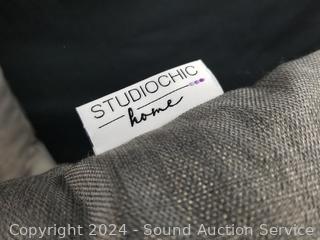 STUDIOCHIC
home
Copyright 2024 - Sound Auction Service